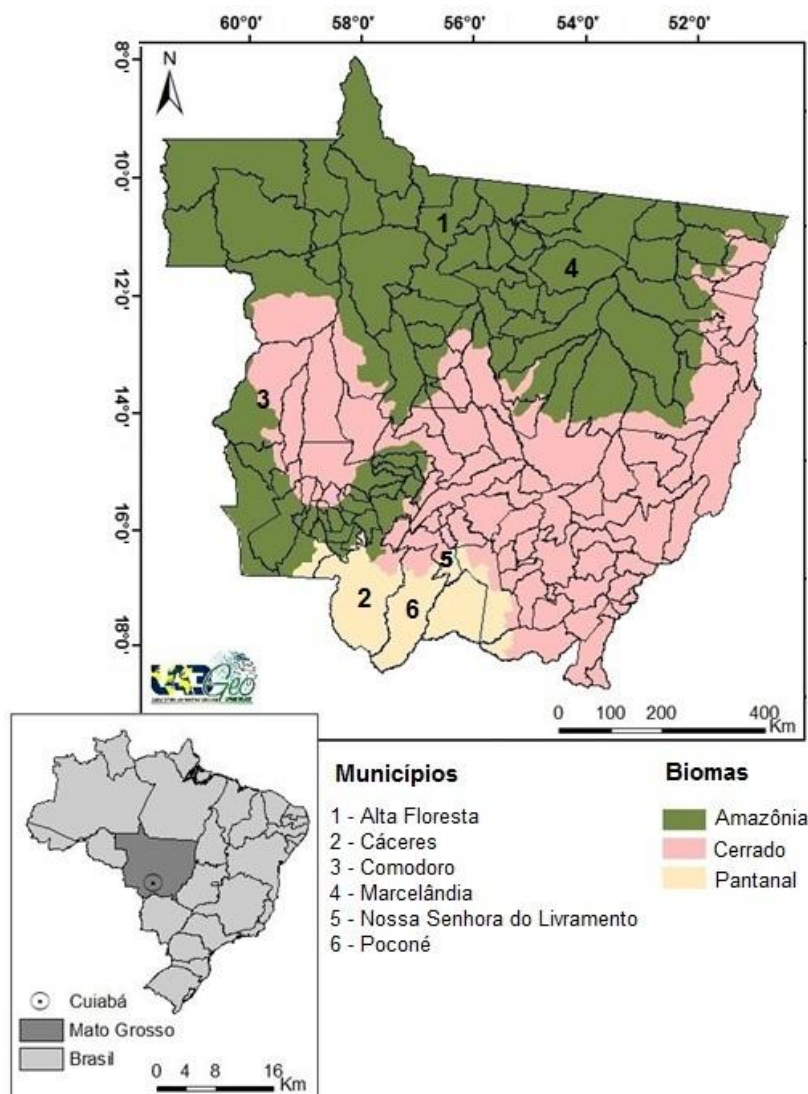 60°0'. 58°0'. 56°0'. 54°0'. 52°0'.
8°0'.
N
10°0'.
12°0'.
14°0'.
16°0'.
18°0'.
1
4
3
5
2
6
Geo
0 100 200 400
Km
Municípios
1 - Alta Floresta
2 - Cáceres
3 - Comodoro
4 - Marcelândia
5 - Nossa Senhora do Livramento
6 - Poconé
Biomas
Amazônia
Cerrado
Pantanal
Cuiabá
Mato Grosso
Brasil
0 4 8 16
Km